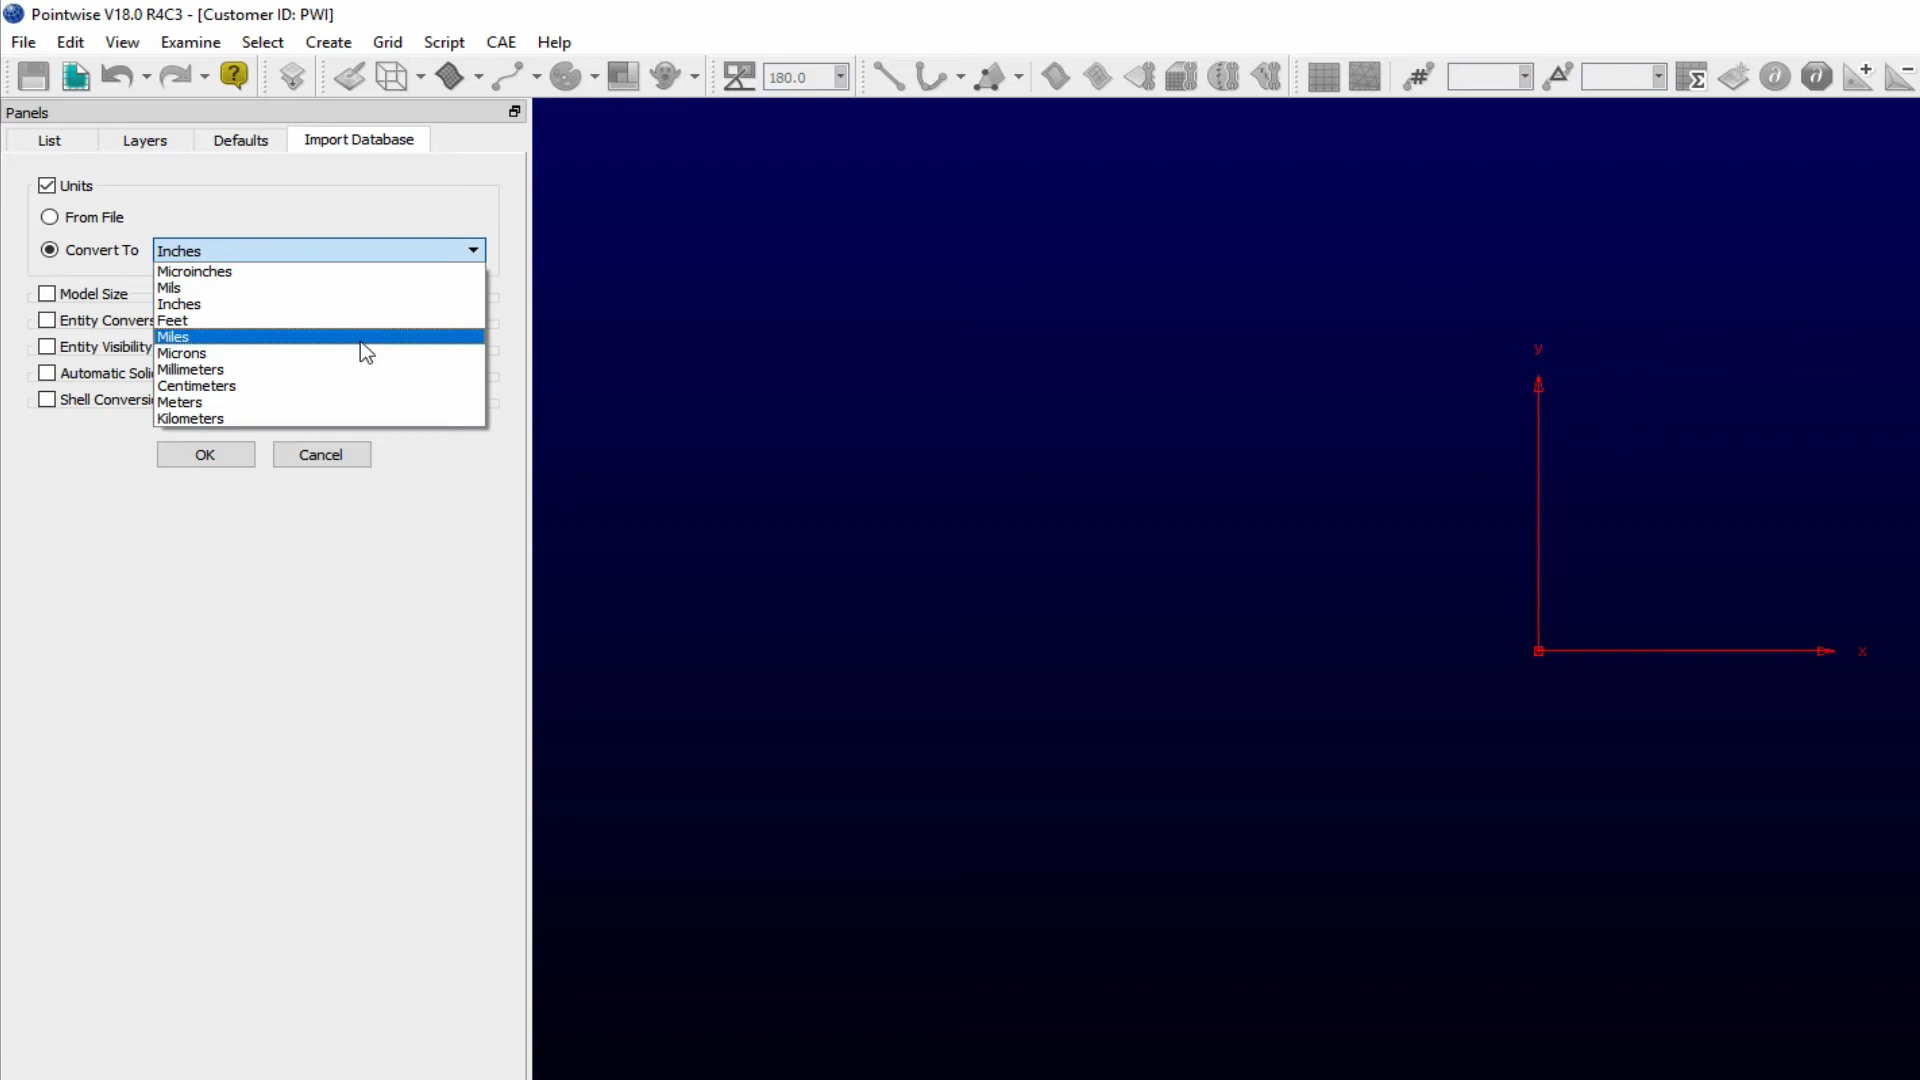 Pointwise V18.0 R4C3 - [Customer ID: PWI]
File Edit View Examine Select Create Grid Script CAE Help
180.0
Panels
List Layers Defaults Import Database
Units
From File
Convert To Inches
Microinches
Mils
Inches
Feet
Miles
Microns
Millimeters
Centimeters
Meters
Kilometers
Model Size
Entity Convers
Entity Visibility
Automatic Soli
Shell Conversi
OK Cancel
y
x